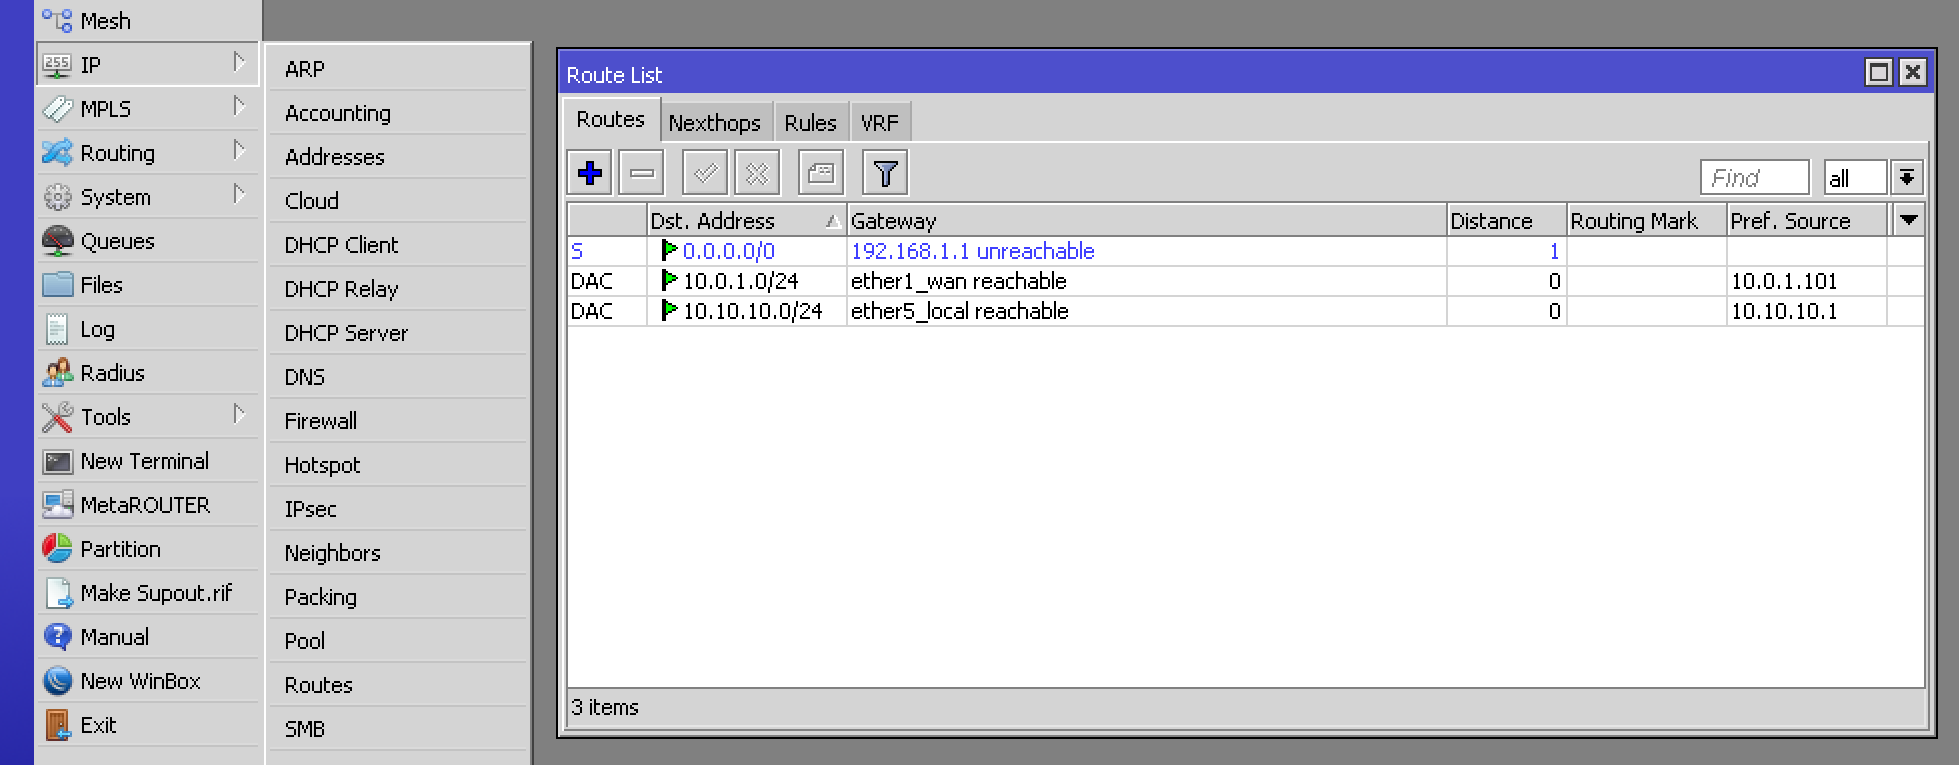 Mesh
IP
MPLS
Routing
System
Queues
Files
Log
Radius
Tools
New Terminal
MetaROUTER
Partition
Make Supout.rif
Manual
New WinBox
Exit
255
ARP
Accounting
Addresses
Cloud
DHCP Client
DHCP Relay
DHCP Server
DNS
Firewall
Hotspot
IPsec
Neighbors
Packing
Pool
Routes
SMB
Route List
Routes Nexthops Rules VRF
Find all
Dst. Address Gateway Distance Routing Mark Pref. Source
S 0.0.0.0/0 192.168.1.1 unreachable 1
DAC 10.0.1.0/24 ether1_wan reachable 0 10.0.1.101
DAC 10.10.10.0/24 ether5_local reachable 0 10.10.10.1
3 items